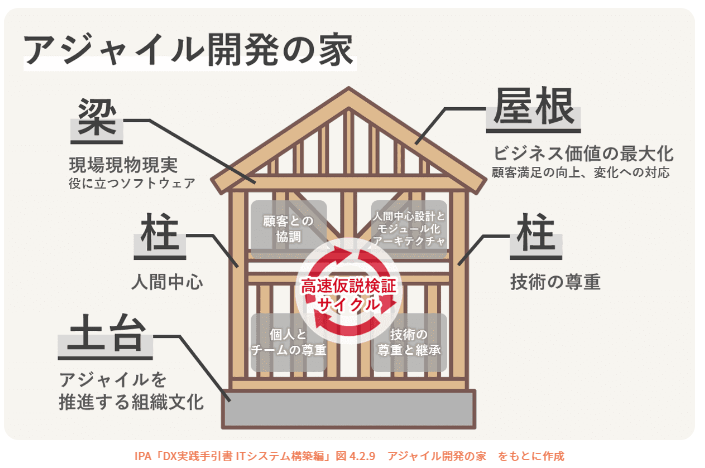 アジャイル開発の家
梁
現場現物現実
役に立つソフトウェア
屋根
ビジネス価値の最大化
顧客満足の向上、変化への対応
柱
人間中心
柱
技術の尊重
土台
アジャイルを
推進する組織文化
顧客との
協調
人間中心設計と
モジュール化
アーキテクチャ
高速仮説検証
サイクル
個人と
チームの尊重
技術の
尊重と継承
IPA「DX実践手引書 ITシステム構築編」図 4.2.9　アジャイル開発の家　をもとに作成